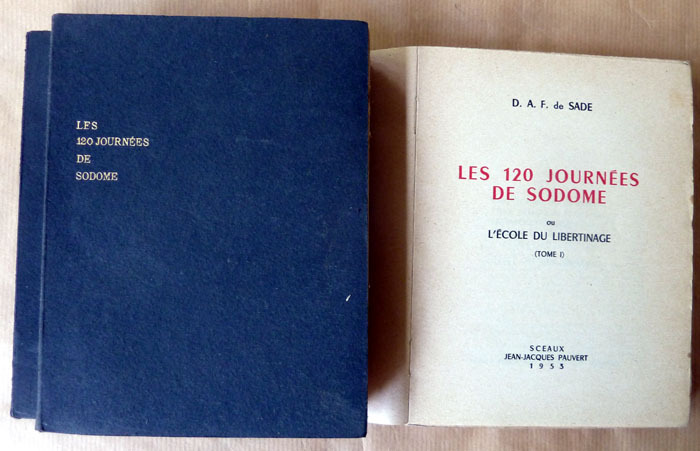 LES
120 JOURNÉES
DE
SODOME
D. A. F. de SADE
LES 120 JOURNÉES
DE SODOME
ou
L'ÉCOLE DU LIBERTINAGE
(TOME I)
SCEAUX
JEAN-JACQUES PAUVERT
1953